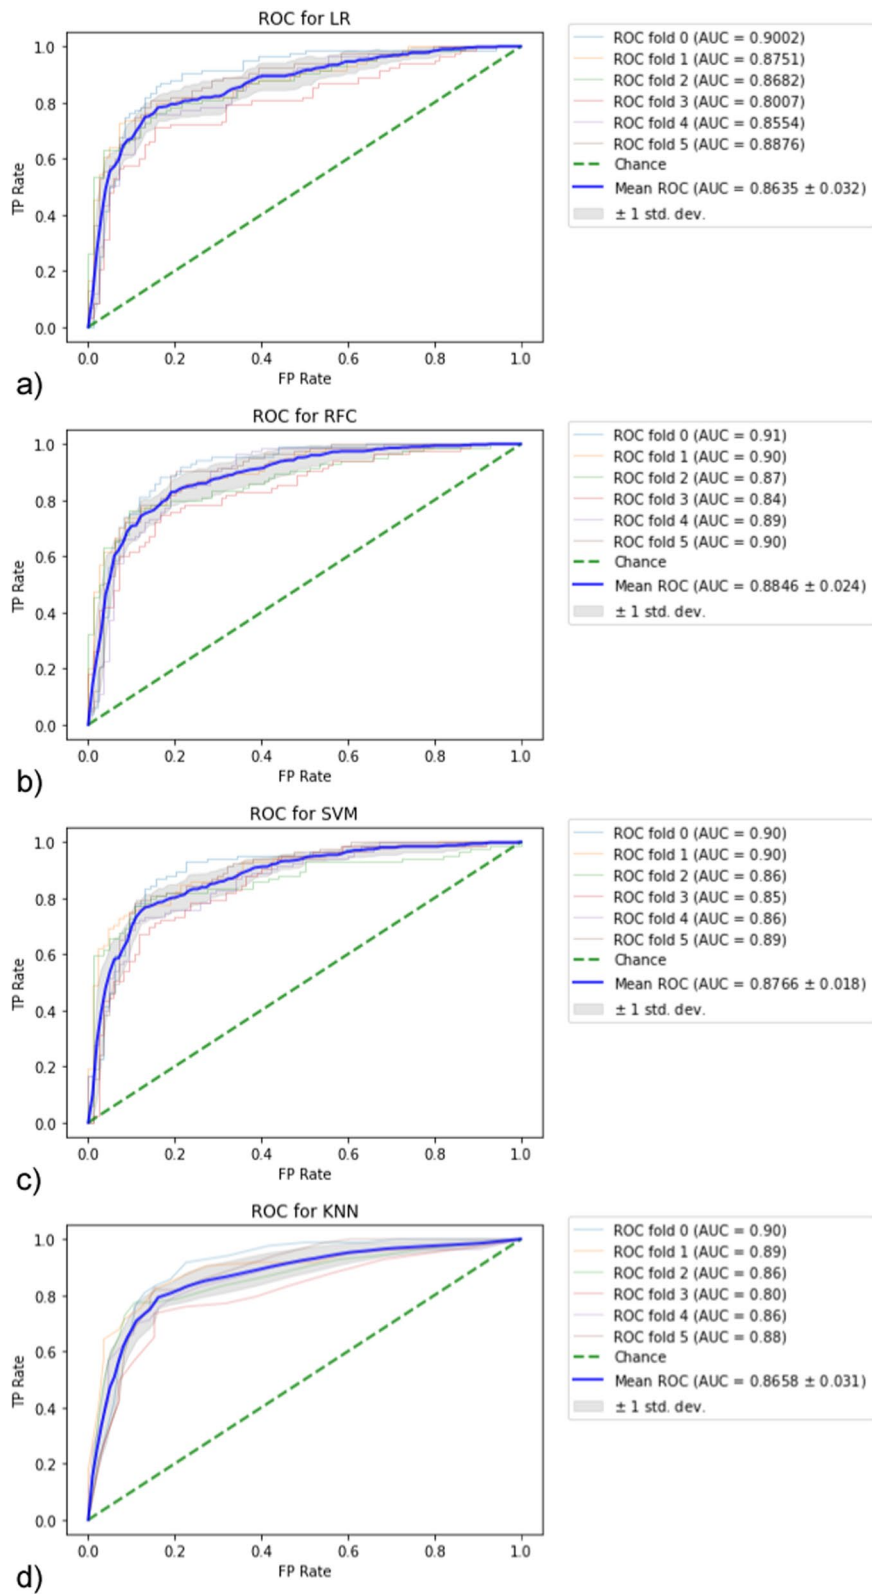 ROC for LR
1.0
0.8
0.6
0.4
0.2
0.0
TP Rate
0.0 0.2 0.4 0.6 0.8 1.0
FP Rate
ROC fold 0 (AUC = 0.9002)
ROC fold 1 (AUC = 0.8751)
ROC fold 2 (AUC = 0.8682)
ROC fold 3 (AUC = 0.8007)
ROC fold 4 (AUC = 0.8554)
ROC fold 5 (AUC = 0.8876)
Chance
Mean ROC (AUC = 0.8635 ± 0.032)
± 1 std. dev.
a)
ROC for RFC
1.0
0.8
0.6
0.4
0.2
0.0
TP Rate
0.0 0.2 0.4 0.6 0.8 1.0
FP Rate
ROC fold 0 (AUC = 0.91)
ROC fold 1 (AUC = 0.90)
ROC fold 2 (AUC = 0.87)
ROC fold 3 (AUC = 0.84)
ROC fold 4 (AUC = 0.89)
ROC fold 5 (AUC = 0.90)
Chance
Mean ROC (AUC = 0.8846 ± 0.024)
± 1 std. dev.
b)
ROC for SVM
1.0
0.8
0.6
0.4
0.2
0.0
TP Rate
0.0 0.2 0.4 0.6 0.8 1.0
FP Rate
ROC fold 0 (AUC = 0.90)
ROC fold 1 (AUC = 0.90)
ROC fold 2 (AUC = 0.86)
ROC fold 3 (AUC = 0.85)
ROC fold 4 (AUC = 0.86)
ROC fold 5 (AUC = 0.89)
Chance
Mean ROC (AUC = 0.8766 ± 0.018)
± 1 std. dev.
c)
ROC for KNN
1.0
0.8
0.6
0.4
0.2
0.0
TP Rate
0.0 0.2 0.4 0.6 0.8 1.0
FP Rate
ROC fold 0 (AUC = 0.90)
ROC fold 1 (AUC = 0.89)
ROC fold 2 (AUC = 0.86)
ROC fold 3 (AUC = 0.80)
ROC fold 4 (AUC = 0.86)
ROC fold 5 (AUC = 0.88)
Chance
Mean ROC (AUC = 0.8658 ± 0.031)
± 1 std. dev.
d)